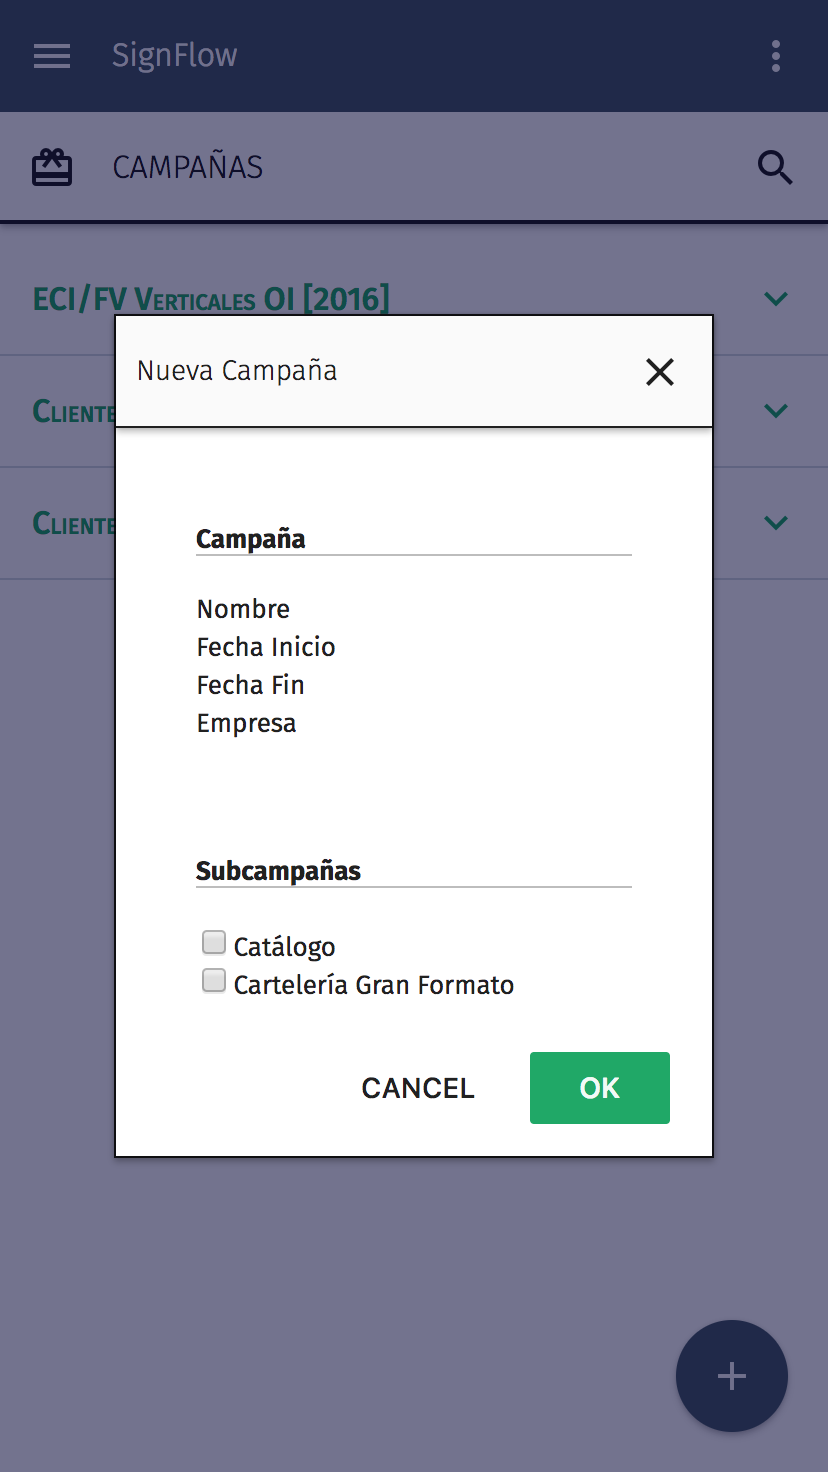 SignFlow
CAMPAÑAS
ECI/FV Verticales OI [2016]
Nueva Campaña
Cliente
Cliente
Campaña
Nombre
Fecha Inicio
Fecha Fin
Empresa
Subcampañas
Catálogo
Cartelería Gran Formato
CANCEL OK